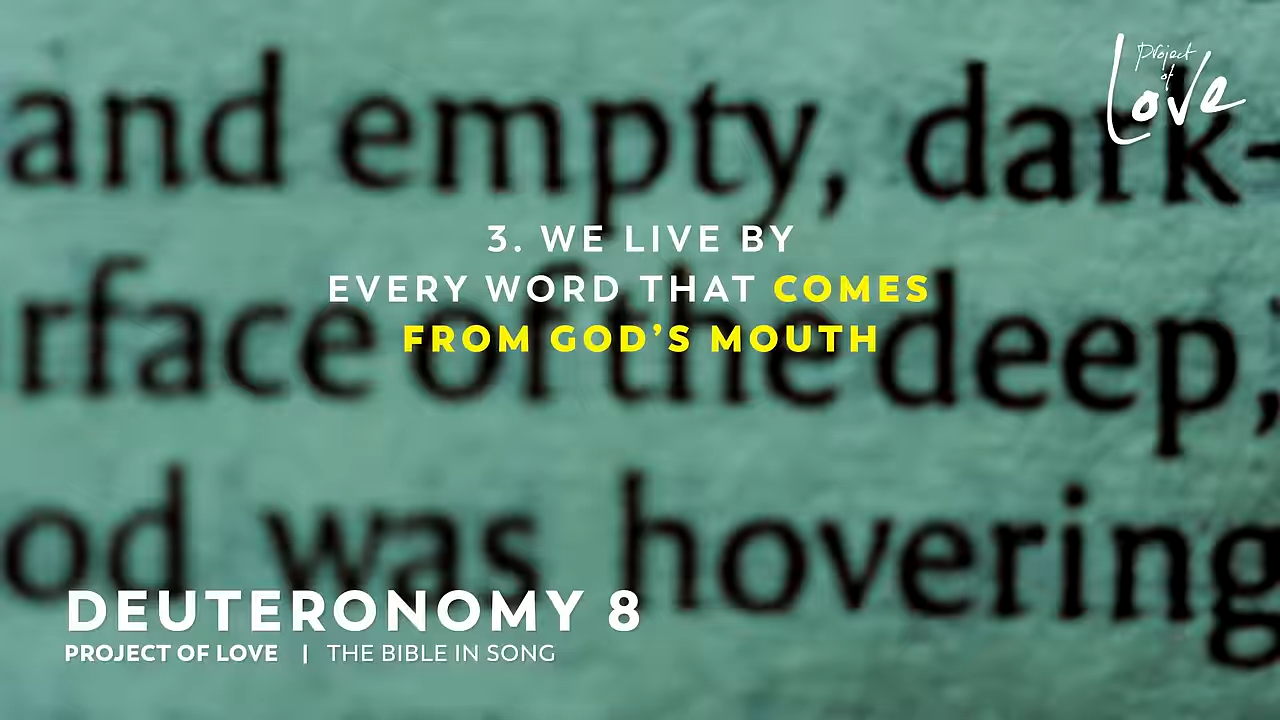 Project
of
Love
and empty, dark-
3. WE LIVE BY
EVERY WORD THAT COMES
FROM GOD'S MOUTH
rface of the deep,
od was hovering
DEUTERONOMY 8
PROJECT OF LOVE | THE BIBLE IN SONG